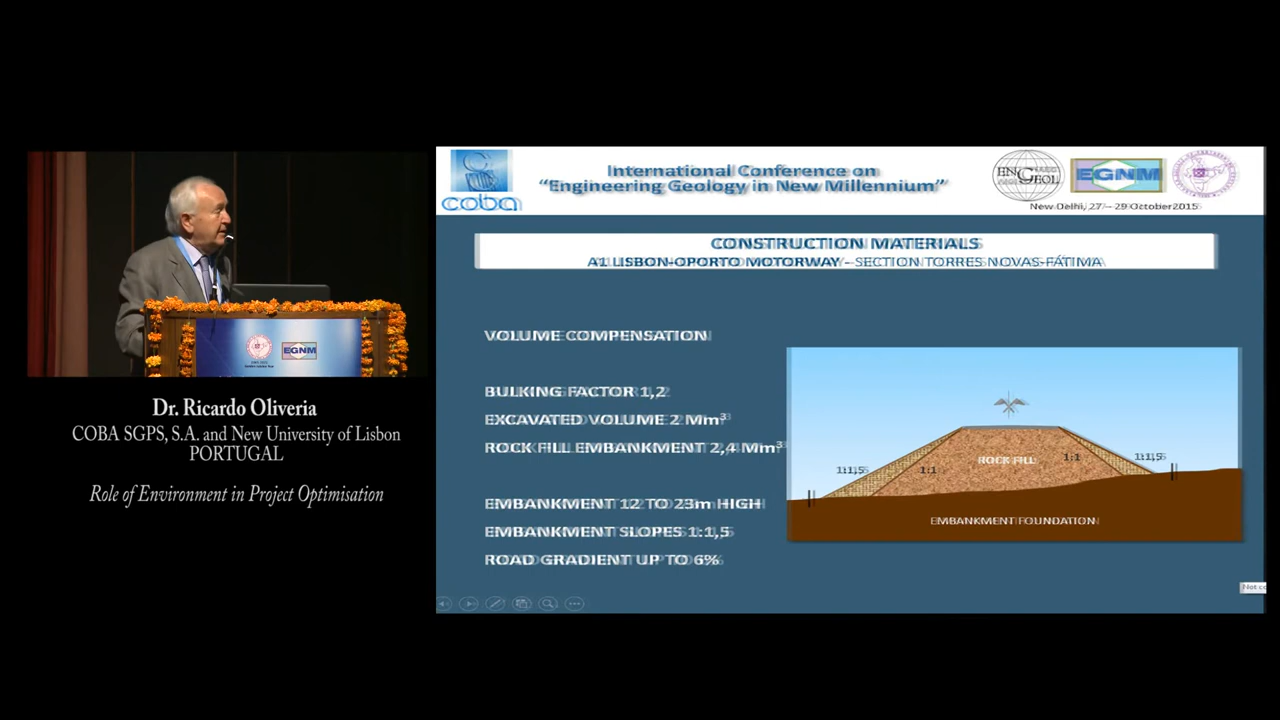 coba
International Conference on
“Engineering Geology in New Millennium”
EGNM
New Delhi, 27 – 29 October2015
CONSTRUCTION MATERIALS
A1 LISBON-OPORTO MOTORWAY – SECTION TORRES NOVAS-FÁTIMA
VOLUME COMPENSATION
BULKING FACTOR 1,2
EXCAVATED VOLUME 2 Mm³
ROCK FILL EMBANKMENT 2,4 Mm³
EMBANKMENT 12 TO 23m HIGH
EMBANKMENT SLOPES 1:1,5
ROAD GRADIENT UP TO 6%
1:1,5
1:1
ROCK FILL
1:1
1:1,5
EMBANKMENT FOUNDATION
EGNM
Dr. Ricardo Oliveria
COBA SGPS, S.A. and New University of Lisbon
PORTUGAL
Role of Environment in Project Optimisation